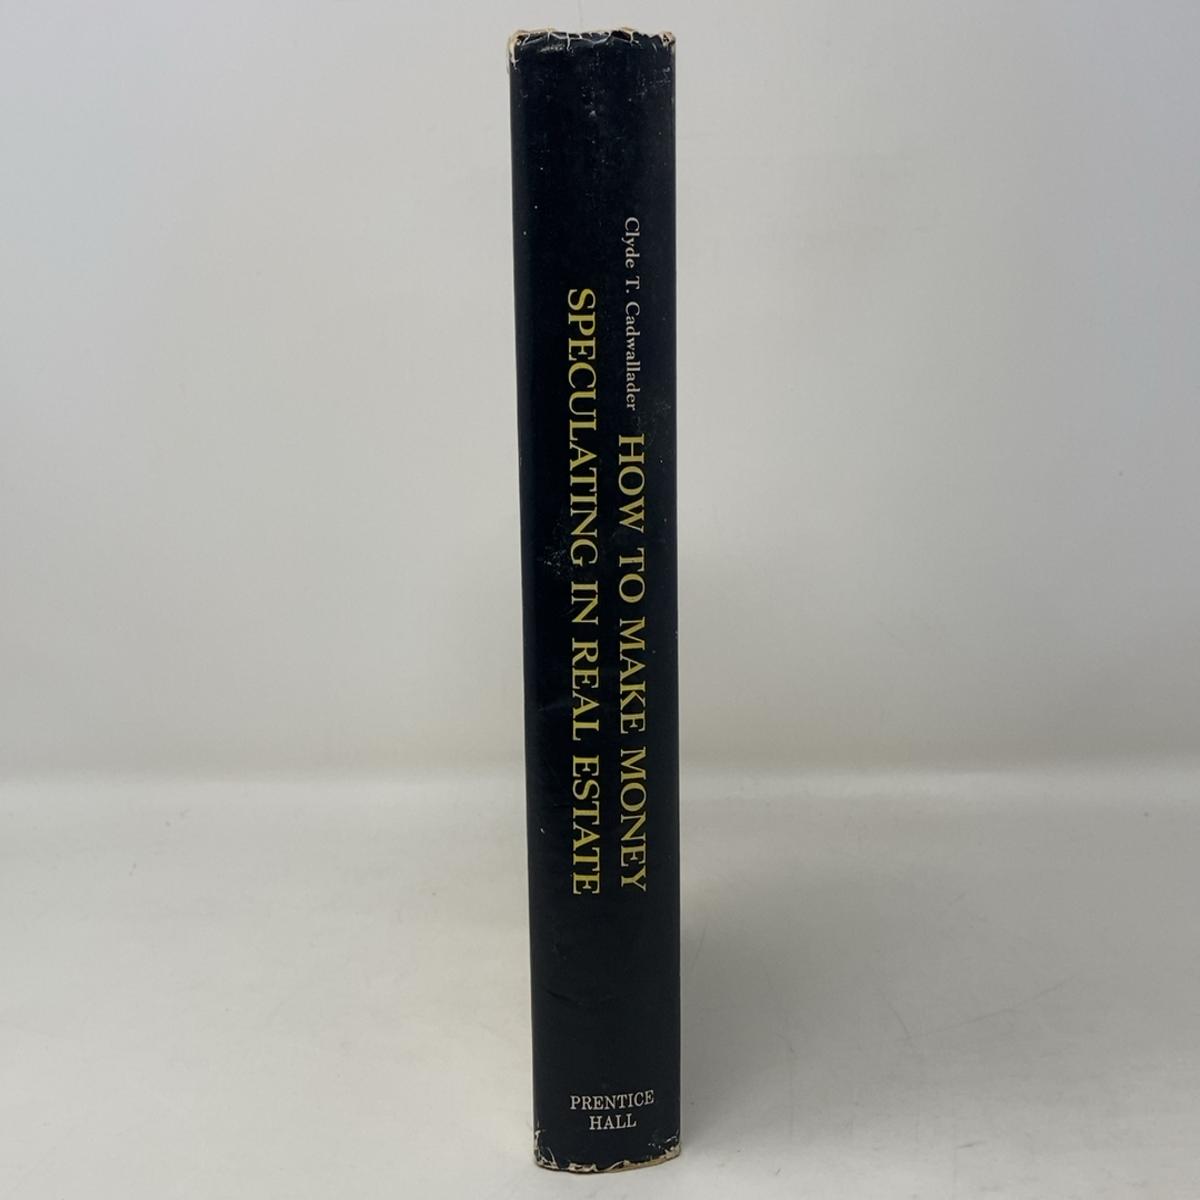 Clyde T. Cadwallader HOW TO MAKE MONEY
SPECULATING IN REAL ESTATE
PRENTICE
HALL